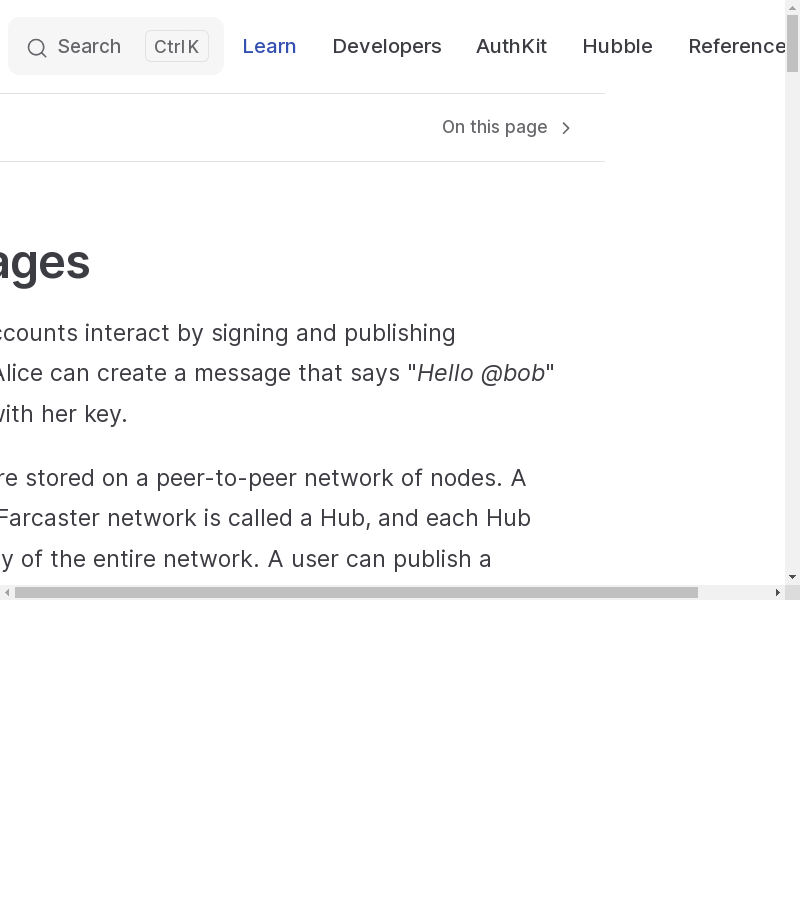 Search Ctrl K Learn Developers AuthKit Hubble Reference
On this page
ages
ccounts interact by signing and publishing
Alice can create a message that says "Hello @bob"
with her key.
re stored on a peer-to-peer network of nodes. A
Farcaster network is called a Hub, and each Hub
y of the entire network. A user can publish a